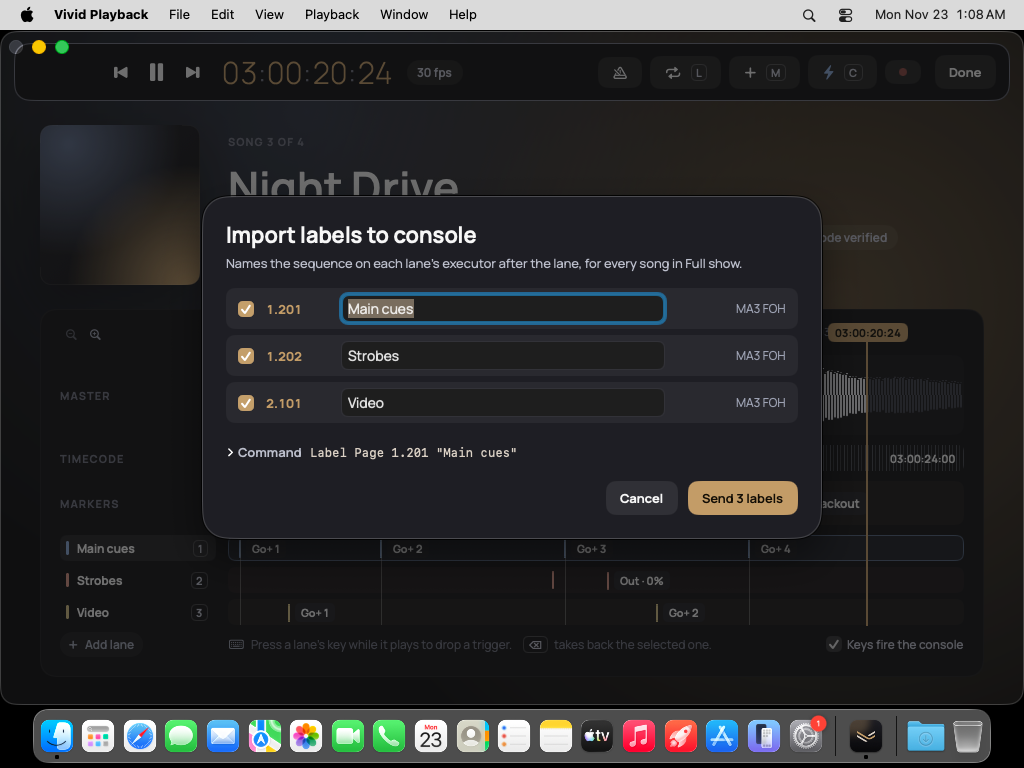 Vivid Playback File Edit View Playback Window Help Mon Nov 23 1:08 AM
03:00:20:24 30 fps L M C Done
SONG 3 OF 4
Night Drive
ode verified
Import labels to console
Names the sequence on each lane's executor after the lane, for every song in Full show.
1.201 Main cues MA3 FOH
1.202 Strobes MA3 FOH
2.101 Video MA3 FOH
Command Label Page 1.201 "Main cues"
Cancel Send 3 labels
03:00:20:24
MASTER
TIMECODE 03:00:24:00
MARKERS ackout
Main cues 1 Go+ 1 Go+ 2 Go+ 3 Go+ 4
Strobes 2 Out · 0%
Video 3 Go+ 1 Go+ 2
+ Add lane Press a lane's key while it plays to drop a trigger. takes back the selected one. Keys fire the console
Mon
23
tv
1